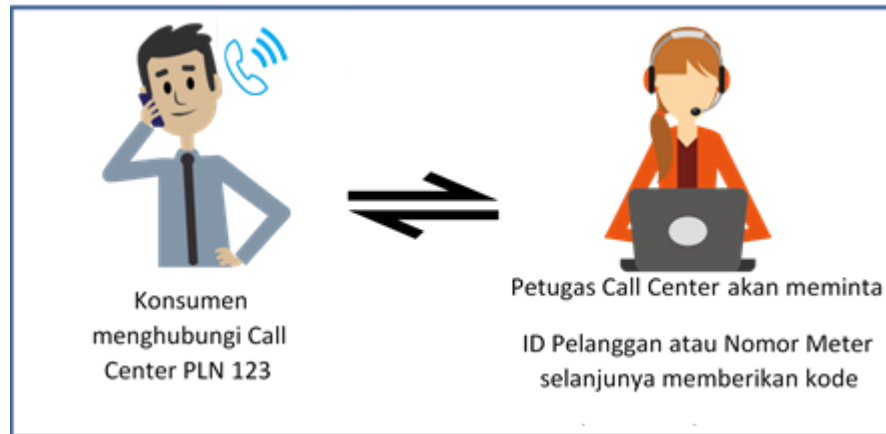 Konsumen
menghubungi Call
Center PLN 123
Petugas Call Center akan meminta
ID Pelanggan atau Nomor Meter
selanjunya memberikan kode